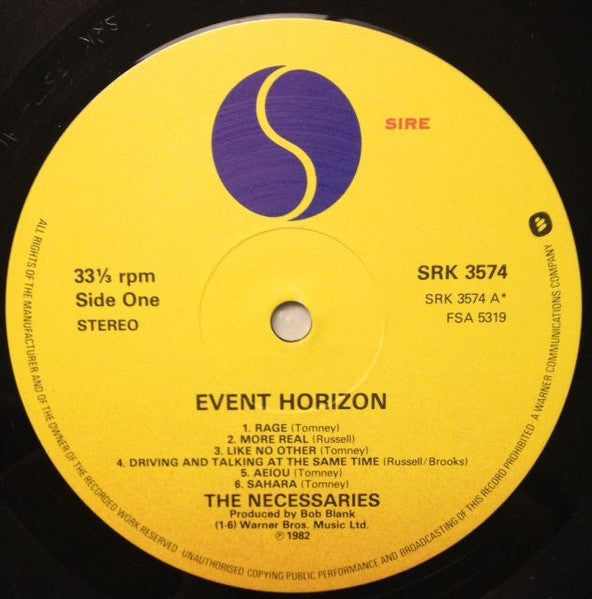 SIRE
33⅓ rpm
Side One
STEREO
SRK 3574
SRK 3574 A*
FSA 5319
EVENT HORIZON
1. RAGE (Tomney)
2. MORE REAL (Russell)
3. LIKE NO OTHER (Tomney)
4. DRIVING AND TALKING AT THE SAME TIME (Russell/Brooks)
5. AEIOU (Tomney)
6. SAHARA (Tomney)
THE NECESSARIES
Produced by Bob Blank
(1-6) Warner Bros. Music Ltd.
℗ 1982
ALL RIGHTS OF THE MANUFACTURER AND OF THE OWNER OF THE RECORDED WORK RESERVED UNAUTHORISED COPYING PUBLIC PERFORMANCE AND BROADCASTING OF THIS RECORD PROHIBITED A WARNER COMMUNICATIONS COMPANY